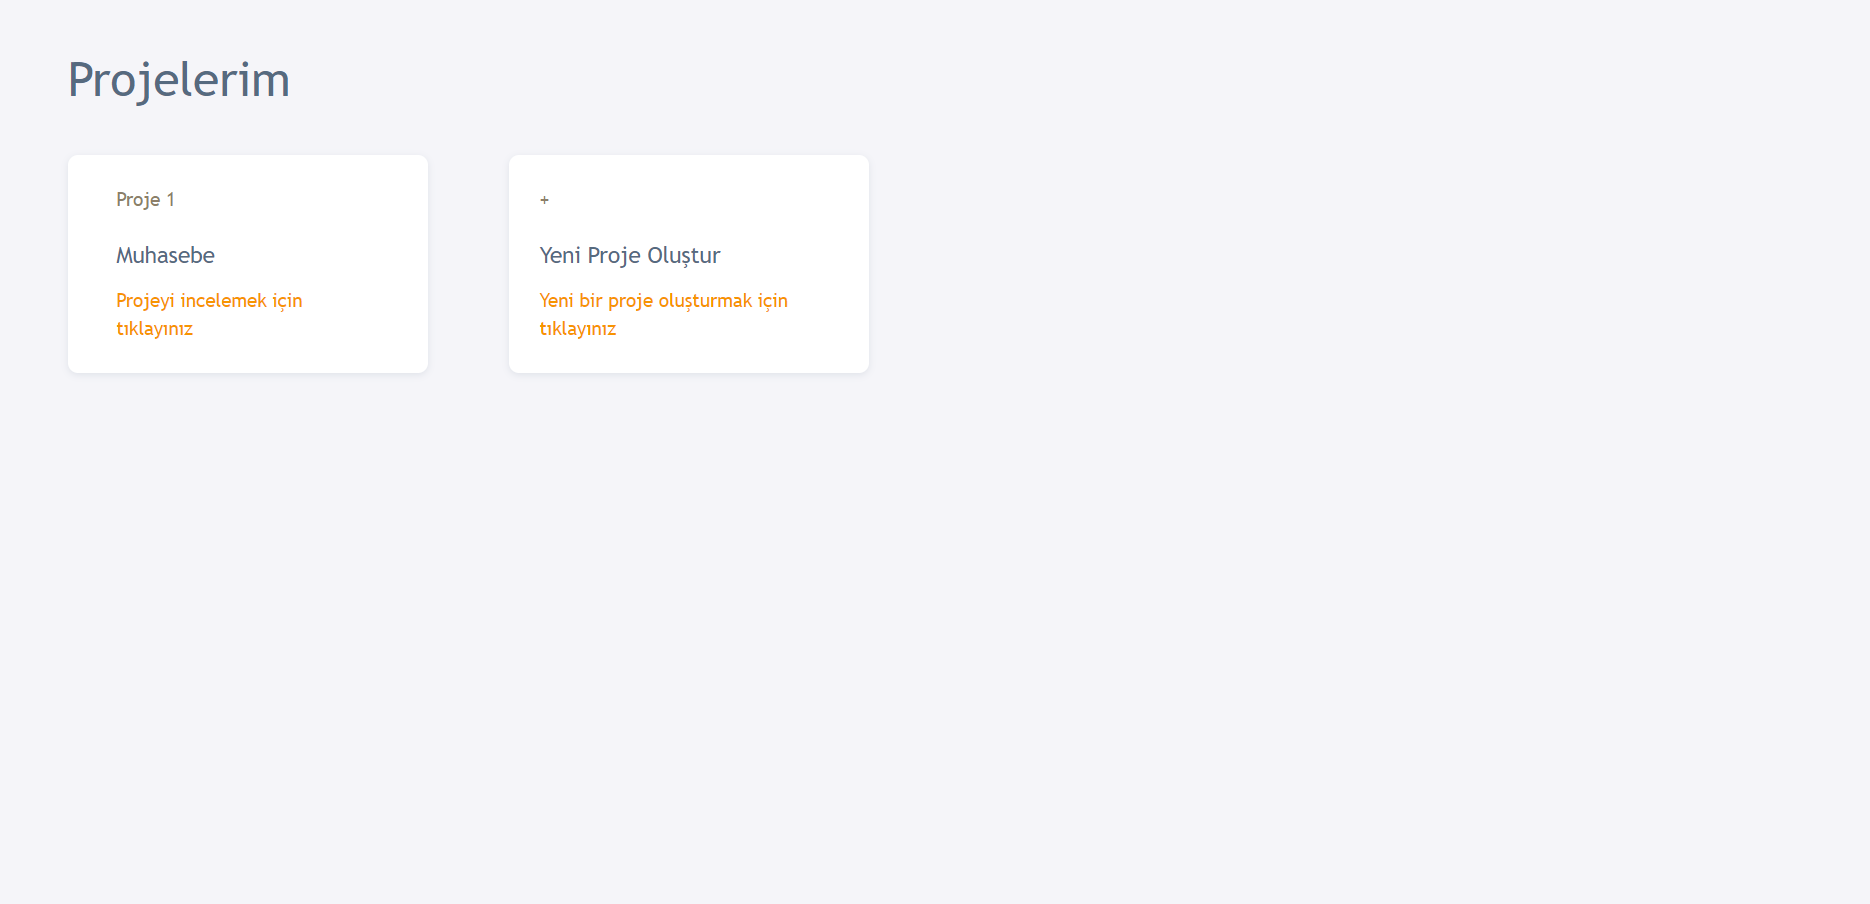 Projelerim
Proje 1
Muhasebe
Projeyi incelemek için
tıklayınız
+
Yeni Proje Oluştur
Yeni bir proje oluşturmak için
tıklayınız